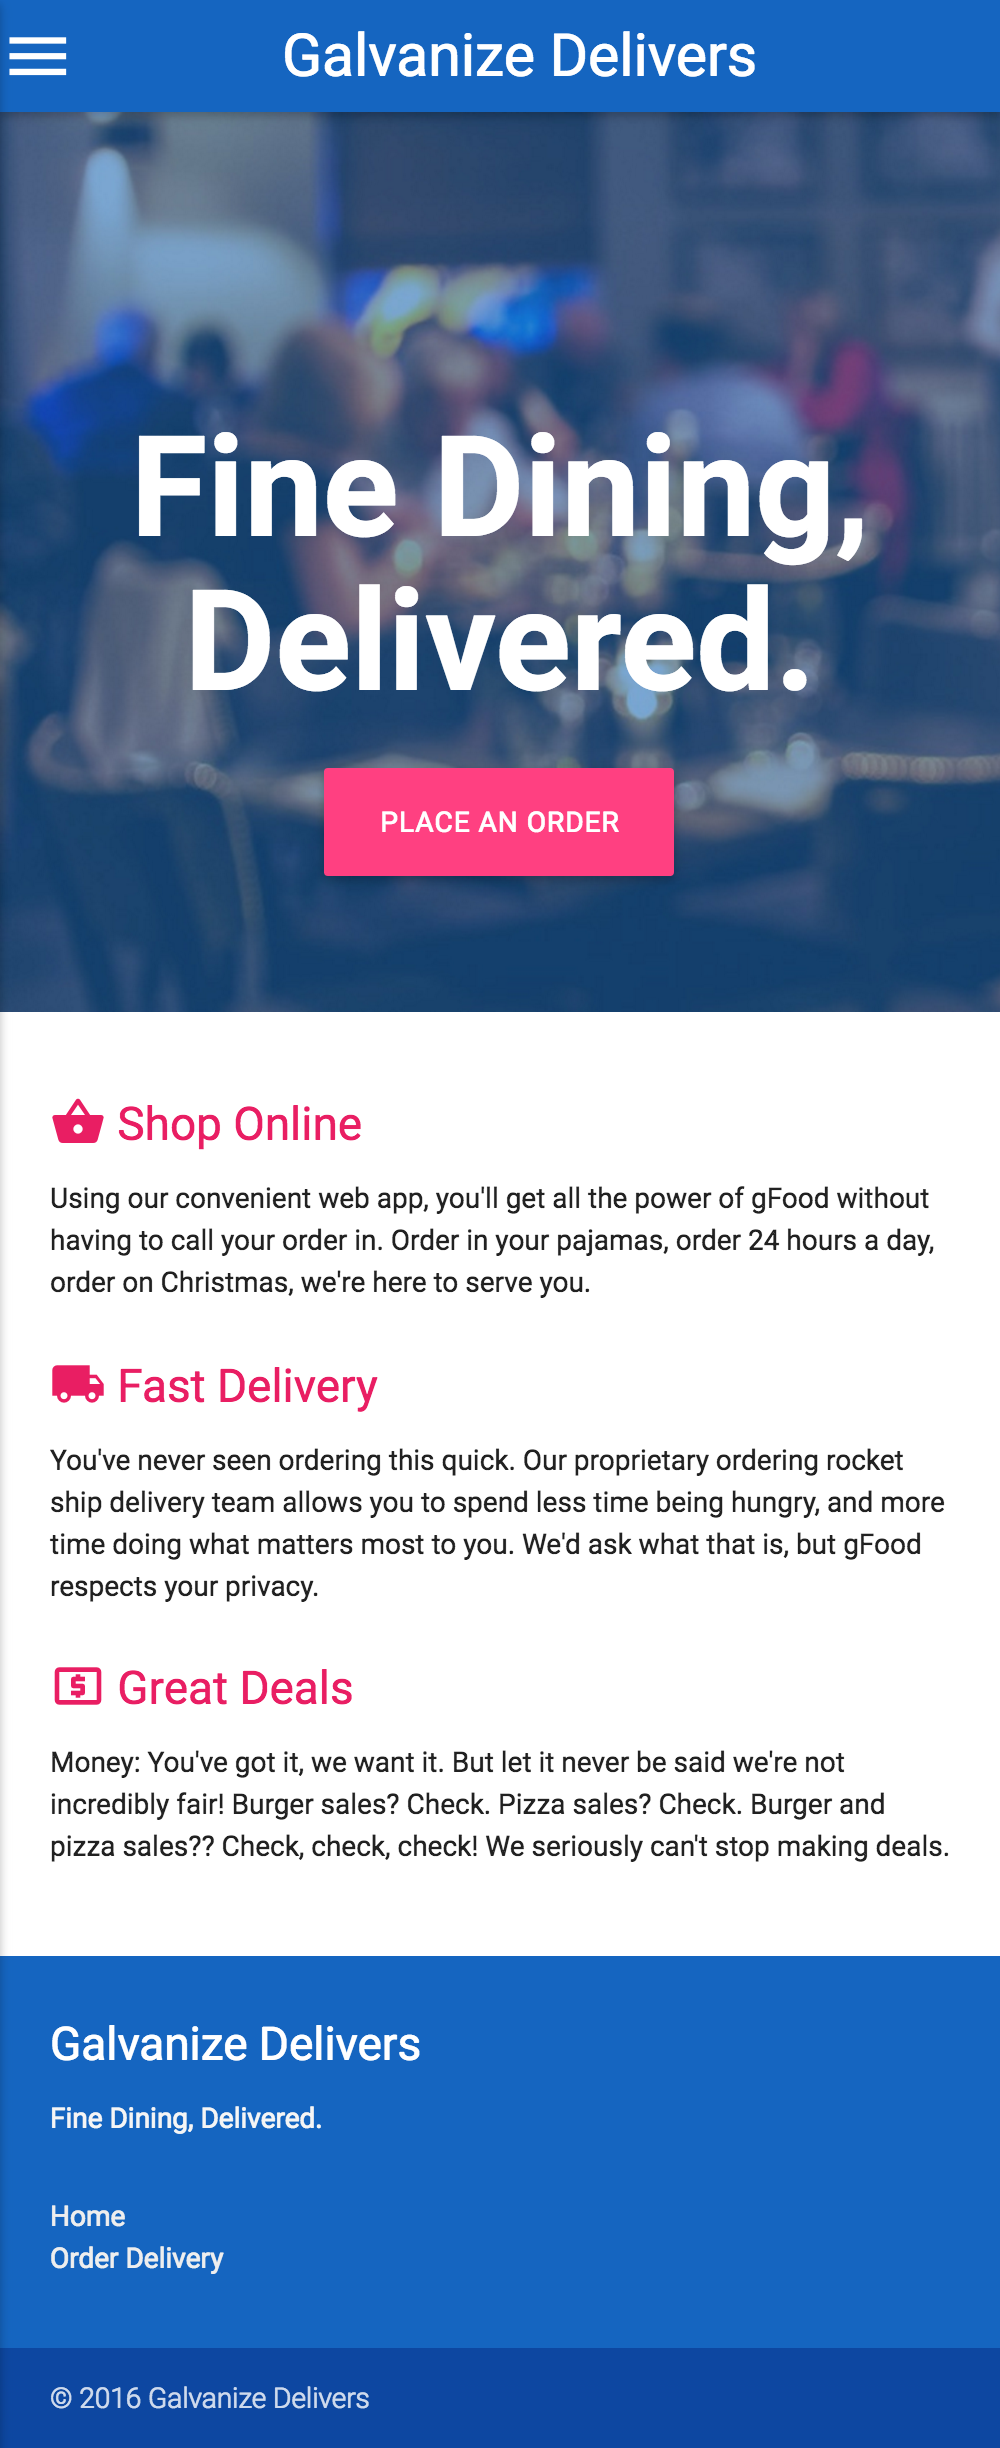 Galvanize Delivers
Fine Dining,
Delivered.
PLACE AN ORDER
Shop Online
Using our convenient web app, you'll get all the power of gFood without
having to call your order in. Order in your pajamas, order 24 hours a day,
order on Christmas, we're here to serve you.
Fast Delivery
You've never seen ordering this quick. Our proprietary ordering rocket
ship delivery team allows you to spend less time being hungry, and more
time doing what matters most to you. We'd ask what that is, but gFood
respects your privacy.
Great Deals
Money: You've got it, we want it. But let it never be said we're not
incredibly fair! Burger sales? Check. Pizza sales? Check. Burger and
pizza sales?? Check, check, check! We seriously can't stop making deals.
Galvanize Delivers
Fine Dining, Delivered.
Home
Order Delivery
© 2016 Galvanize Delivers